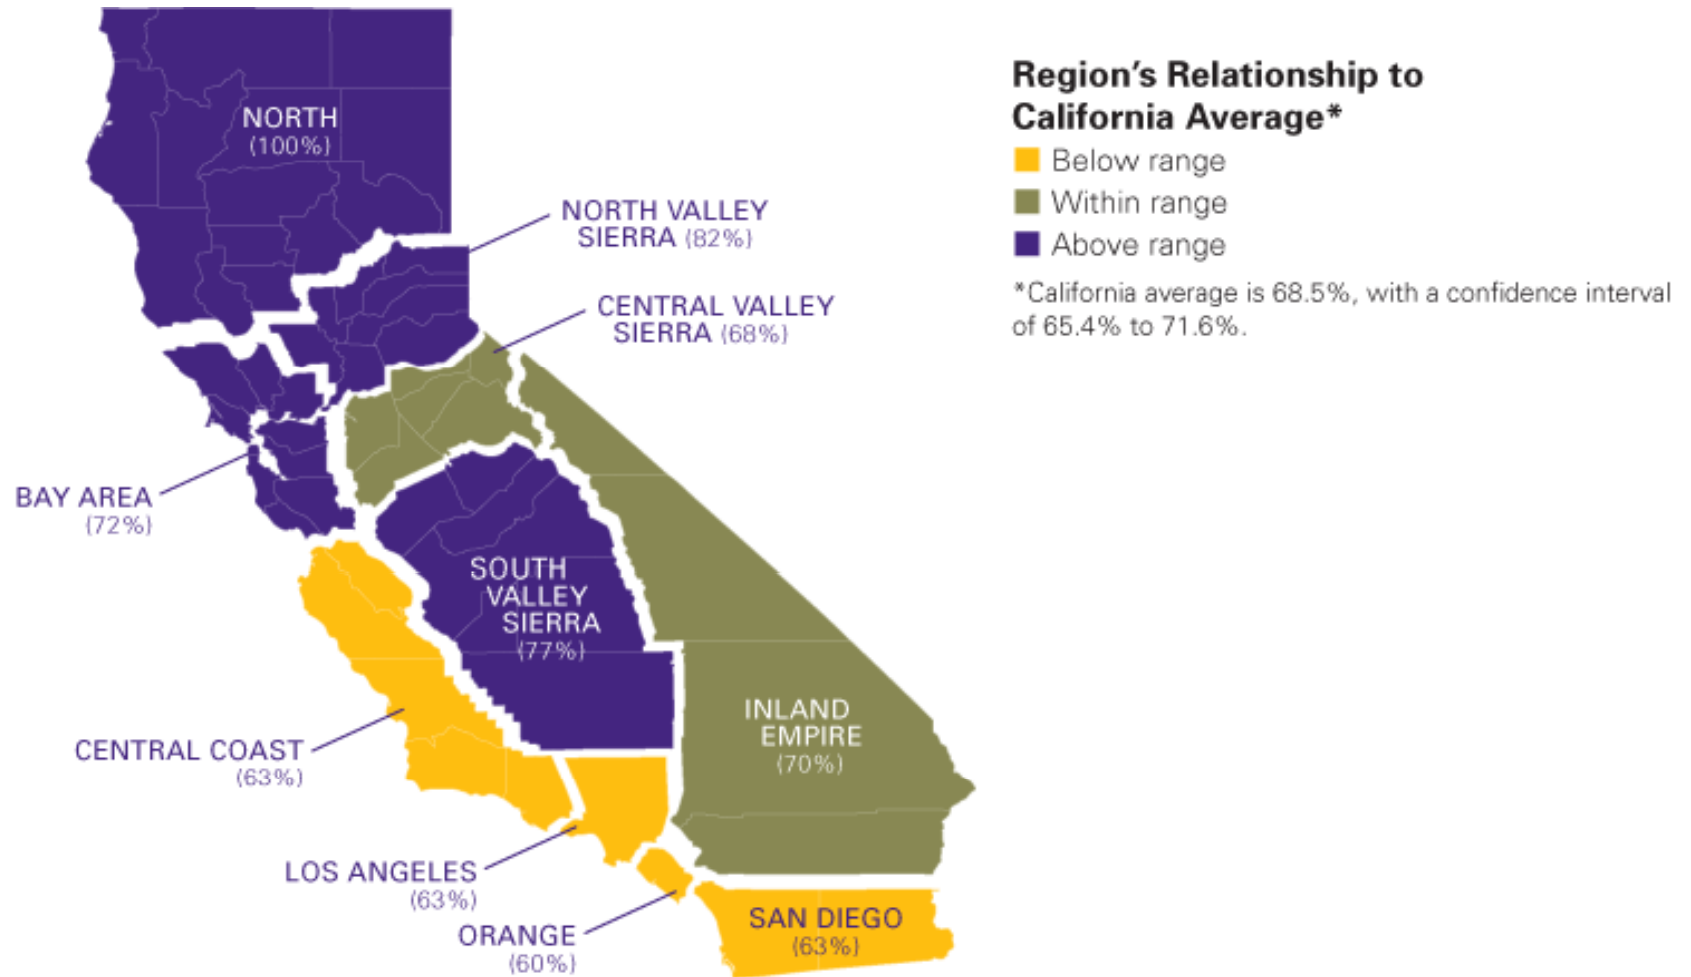 NORTH
(100%)
NORTH VALLEY
SIERRA (82%)
CENTRAL VALLEY
SIERRA (68%)
BAY AREA
(72%)
SOUTH
VALLEY
SIERRA
(77%)
CENTRAL COAST
(63%)
INLAND
EMPIRE
(70%)
LOS ANGELES
(63%)
ORANGE
(60%)
SAN DIEGO
(63%)
Region's Relationship to
California Average*
Below range
Within range
Above range
*California average is 68.5%, with a confidence interval
of 65.4% to 71.6%.